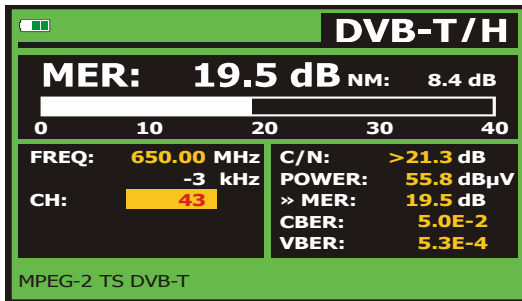 DVB-T/H
MER: 19.5 dB NM: 8.4 dB
0 10 20 30 40
FREQ: 650.00 MHz
-3 kHz
CH: 43
C/N: >21.3 dB
POWER: 55.8 dBµV
» MER: 19.5 dB
CBER: 5.0E-2
VBER: 5.3E-4
MPEG-2 TS DVB-T